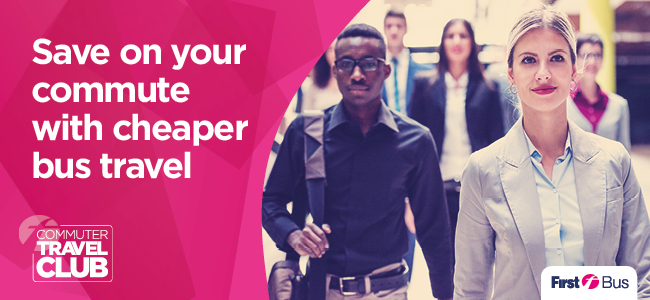 Save on your
commute
with cheaper
bus travel
COMMUTER
TRAVEL
CLUB
First Bus